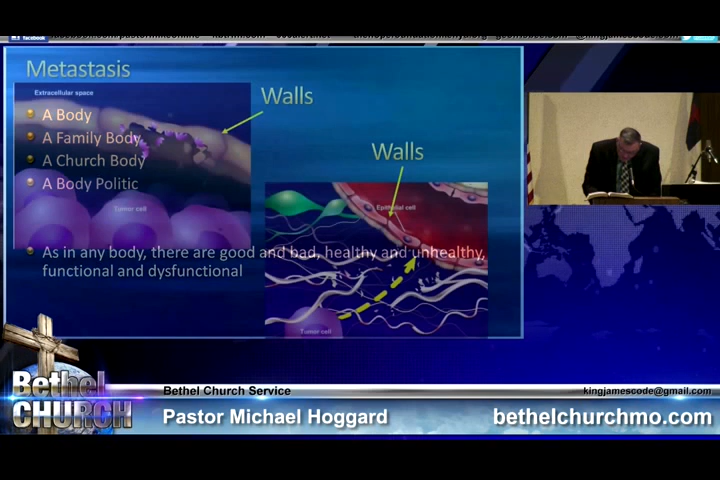 facebook
Metastasis
Extracellular space
Walls
A Body
A Family Body
A Church Body
Walls
A Body Politic
Epithelial cell
Tumor cell
As in any body, there are good and bad, healthy and unhealthy,
functional and dysfunctional
Tumor cell
Bethel
CHURCH
Bethel Church Service
kingjamescode@gmail.com
Pastor Michael Hoggard
bethelchurchmo.com